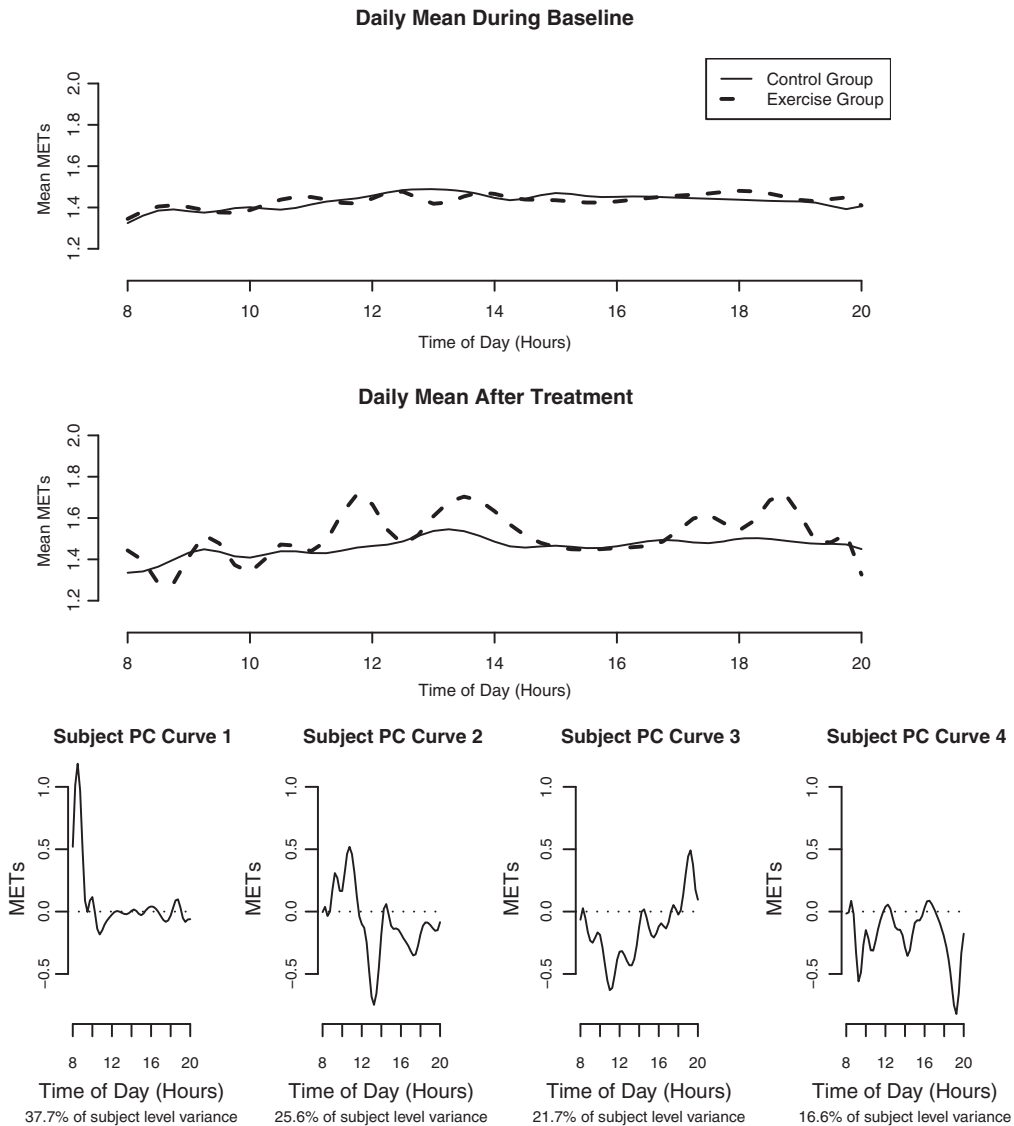 Daily Mean During Baseline
Control Group
Exercise Group
Mean METs
1.2 1.4 1.6 1.8 2.0
8 10 12 14 16 18 20
Time of Day (Hours)
Daily Mean After Treatment
Mean METs
1.2 1.4 1.6 1.8 2.0
8 10 12 14 16 18 20
Time of Day (Hours)
Subject PC Curve 1
METs
−0.5 0.0 0.5 1.0
8 12 16 20
Time of Day (Hours)
37.7% of subject level variance
Subject PC Curve 2
METs
−0.5 0.0 0.5 1.0
8 12 16 20
Time of Day (Hours)
25.6% of subject level variance
Subject PC Curve 3
METs
−0.5 0.0 0.5 1.0
8 12 16 20
Time of Day (Hours)
21.7% of subject level variance
Subject PC Curve 4
METs
−0.5 0.0 0.5 1.0
8 12 16 20
Time of Day (Hours)
16.6% of subject level variance